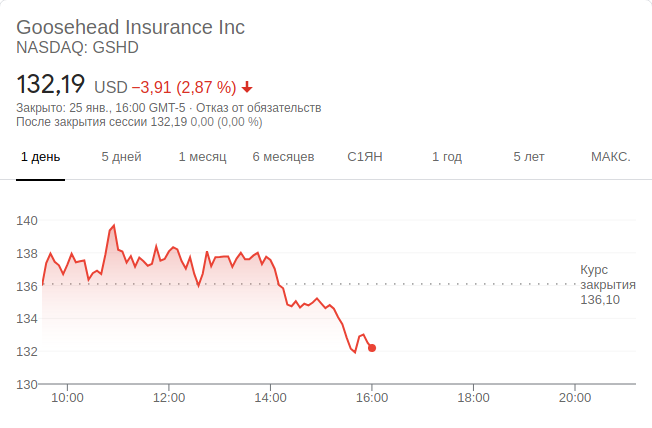 Goosehead Insurance Inc
NASDAQ: GSHD
132,19 USD −3,91 (2,87 %)
Закрыто: 25 янв., 16:00 GMT-5 · Отказ от обязательств
После закрытия сессии 132,19 0,00 (0,00 %)
1 день 5 дней 1 месяц 6 месяцев С1ЯН 1 год 5 лет МАКС.
140
138
136
134
132
130
Курс
закрытия
136,10
10:00 12:00 14:00 16:00 18:00 20:00